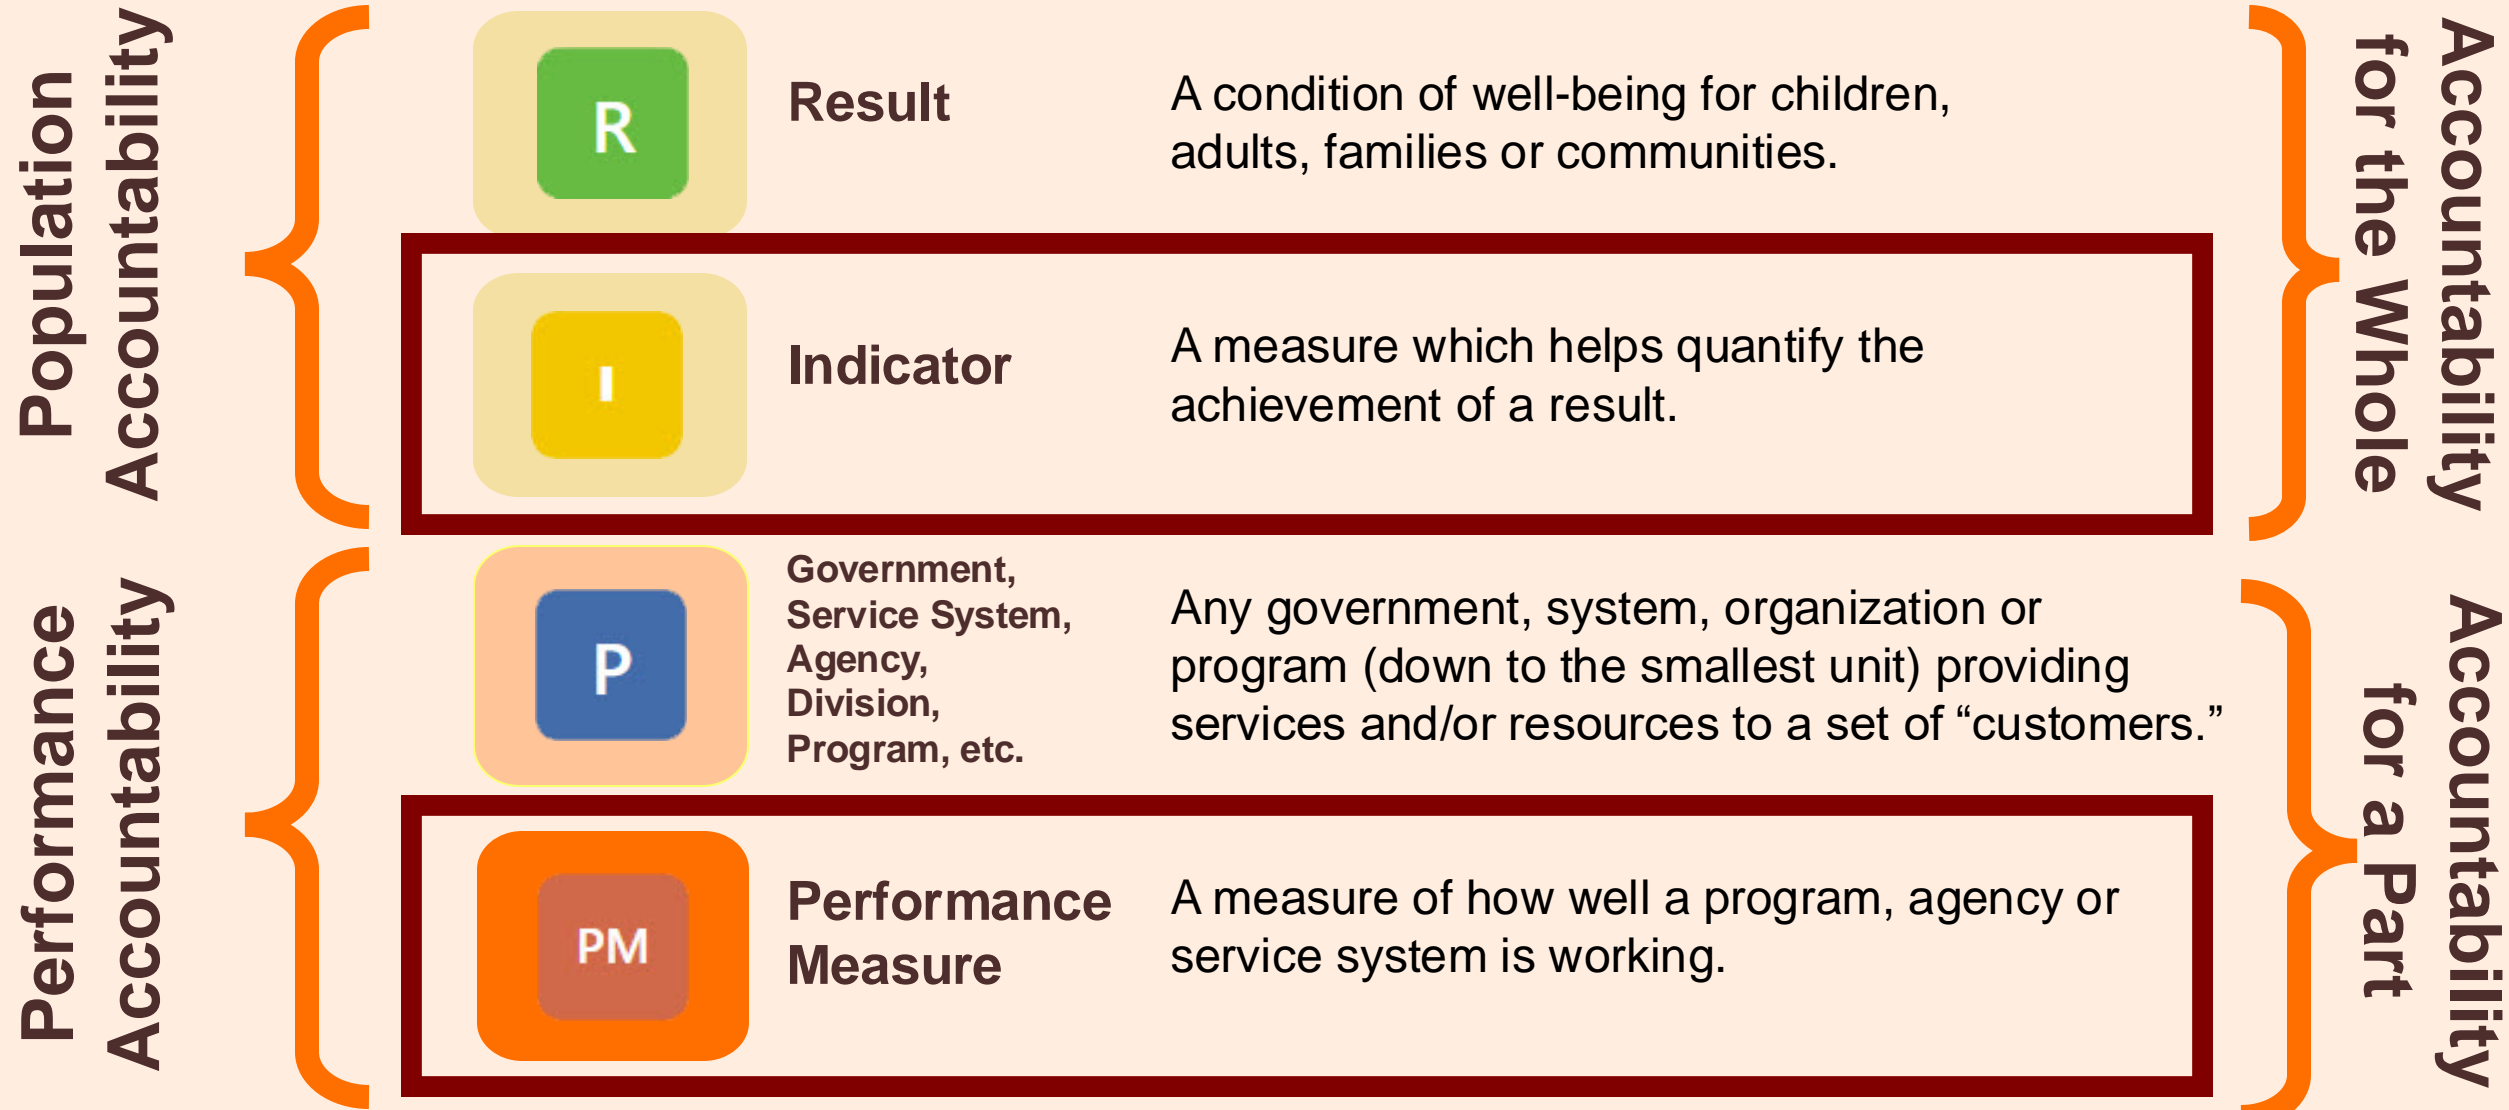 Population
Accountability
R
Result
A condition of well-being for children,
adults, families or communities.
I
Indicator
A measure which helps quantify the
achievement of a result.
Accountability
for the Whole
Performance
Accountability
P
Government,
Service System,
Agency,
Division,
Program, etc.
Any government, system, organization or
program (down to the smallest unit) providing
services and/or resources to a set of “customers.”
PM
Performance
Measure
A measure of how well a program, agency or
service system is working.
Accountability
for a Part